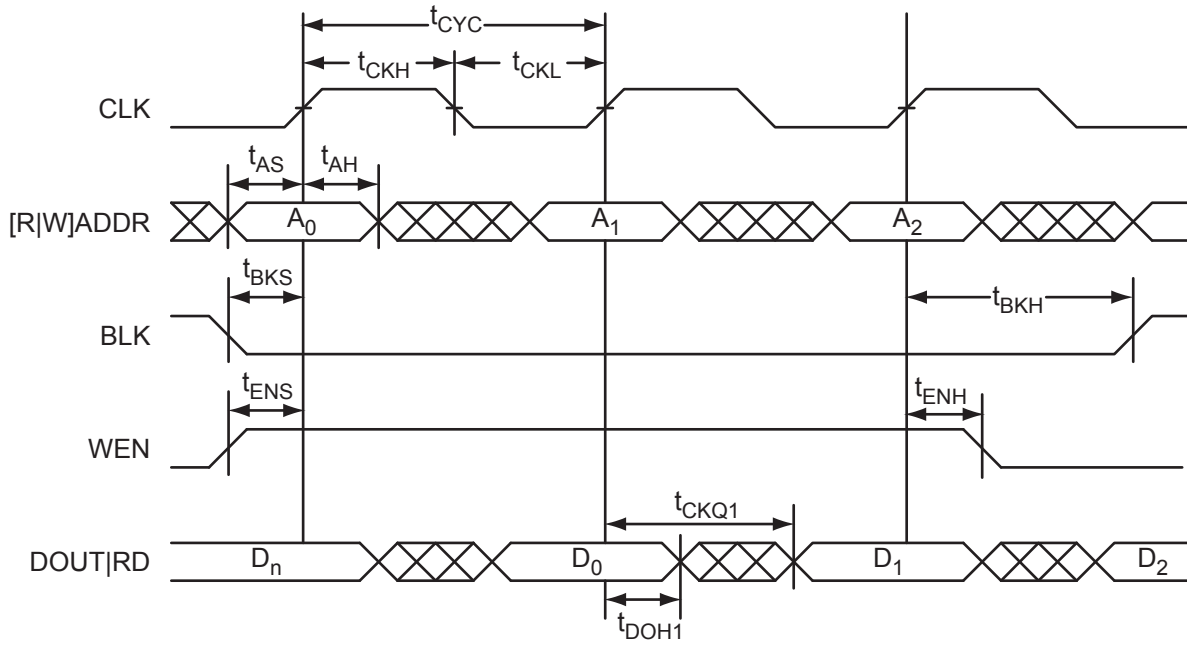 tCYC
tCKH tCKL
CLK
tAS tAH
[R|W]ADDR A0 A1 A2
tBKS tBKH
BLK
tENS tENH
WEN
tCKQ1
DOUT|RD Dn D0 D1 D2
tDOH1